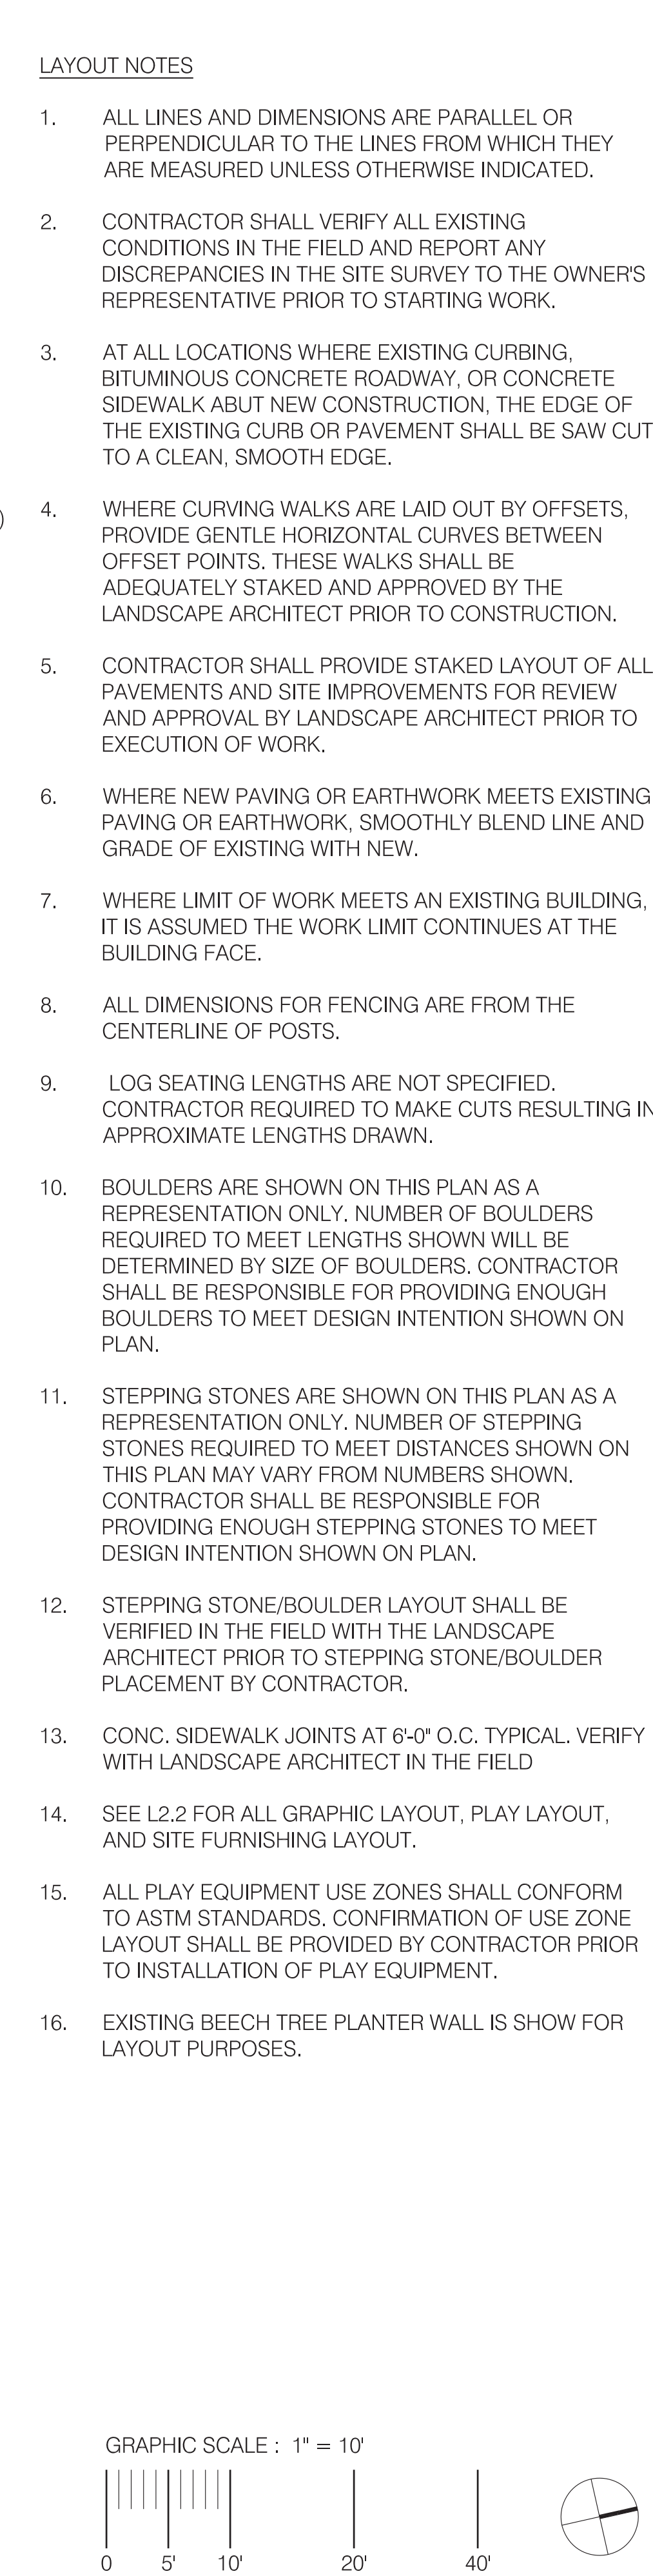 LAYOUT NOTES
1. ALL LINES AND DIMENSIONS ARE PARALLEL OR
PERPENDICULAR TO THE LINES FROM WHICH THEY
ARE MEASURED UNLESS OTHERWISE INDICATED.
2. CONTRACTOR SHALL VERIFY ALL EXISTING
CONDITIONS IN THE FIELD AND REPORT ANY
DISCREPANCIES IN THE SITE SURVEY TO THE OWNER'S
REPRESENTATIVE PRIOR TO STARTING WORK.
3. AT ALL LOCATIONS WHERE EXISTING CURBING,
BITUMINOUS CONCRETE ROADWAY, OR CONCRETE
SIDEWALK ABUT NEW CONSTRUCTION, THE EDGE OF
THE EXISTING CURB OR PAVEMENT SHALL BE SAW CUT
TO A CLEAN, SMOOTH EDGE.
) 4. WHERE CURVING WALKS ARE LAID OUT BY OFFSETS,
PROVIDE GENTLE HORIZONTAL CURVES BETWEEN
OFFSET POINTS. THESE WALKS SHALL BE
ADEQUATELY STAKED AND APPROVED BY THE
LANDSCAPE ARCHITECT PRIOR TO CONSTRUCTION.
5. CONTRACTOR SHALL PROVIDE STAKED LAYOUT OF ALL
PAVEMENTS AND SITE IMPROVEMENTS FOR REVIEW
AND APPROVAL BY LANDSCAPE ARCHITECT PRIOR TO
EXECUTION OF WORK.
6. WHERE NEW PAVING OR EARTHWORK MEETS EXISTING
PAVING OR EARTHWORK, SMOOTHLY BLEND LINE AND
GRADE OF EXISTING WITH NEW.
7. WHERE LIMIT OF WORK MEETS AN EXISTING BUILDING,
IT IS ASSUMED THE WORK LIMIT CONTINUES AT THE
BUILDING FACE.
8. ALL DIMENSIONS FOR FENCING ARE FROM THE
CENTERLINE OF POSTS.
9. LOG SEATING LENGTHS ARE NOT SPECIFIED.
CONTRACTOR REQUIRED TO MAKE CUTS RESULTING IN
APPROXIMATE LENGTHS DRAWN.
10. BOULDERS ARE SHOWN ON THIS PLAN AS A
REPRESENTATION ONLY. NUMBER OF BOULDERS
REQUIRED TO MEET LENGTHS SHOWN WILL BE
DETERMINED BY SIZE OF BOULDERS. CONTRACTOR
SHALL BE RESPONSIBLE FOR PROVIDING ENOUGH
BOULDERS TO MEET DESIGN INTENTION SHOWN ON
PLAN.
11. STEPPING STONES ARE SHOWN ON THIS PLAN AS A
REPRESENTATION ONLY. NUMBER OF STEPPING
STONES REQUIRED TO MEET DISTANCES SHOWN ON
THIS PLAN MAY VARY FROM NUMBERS SHOWN.
CONTRACTOR SHALL BE RESPONSIBLE FOR
PROVIDING ENOUGH STEPPING STONES TO MEET
DESIGN INTENTION SHOWN ON PLAN.
12. STEPPING STONE/BOULDER LAYOUT SHALL BE
VERIFIED IN THE FIELD WITH THE LANDSCAPE
ARCHITECT PRIOR TO STEPPING STONE/BOULDER
PLACEMENT BY CONTRACTOR.
13. CONC. SIDEWALK JOINTS AT 6'-0" O.C. TYPICAL. VERIFY
WITH LANDSCAPE ARCHITECT IN THE FIELD
14. SEE L2.2 FOR ALL GRAPHIC LAYOUT, PLAY LAYOUT,
AND SITE FURNISHING LAYOUT.
15. ALL PLAY EQUIPMENT USE ZONES SHALL CONFORM
TO ASTM STANDARDS. CONFIRMATION OF USE ZONE
LAYOUT SHALL BE PROVIDED BY CONTRACTOR PRIOR
TO INSTALLATION OF PLAY EQUIPMENT.
16. EXISTING BEECH TREE PLANTER WALL IS SHOW FOR
LAYOUT PURPOSES.
GRAPHIC SCALE : 1" = 10'
0 5' 10' 20' 40'